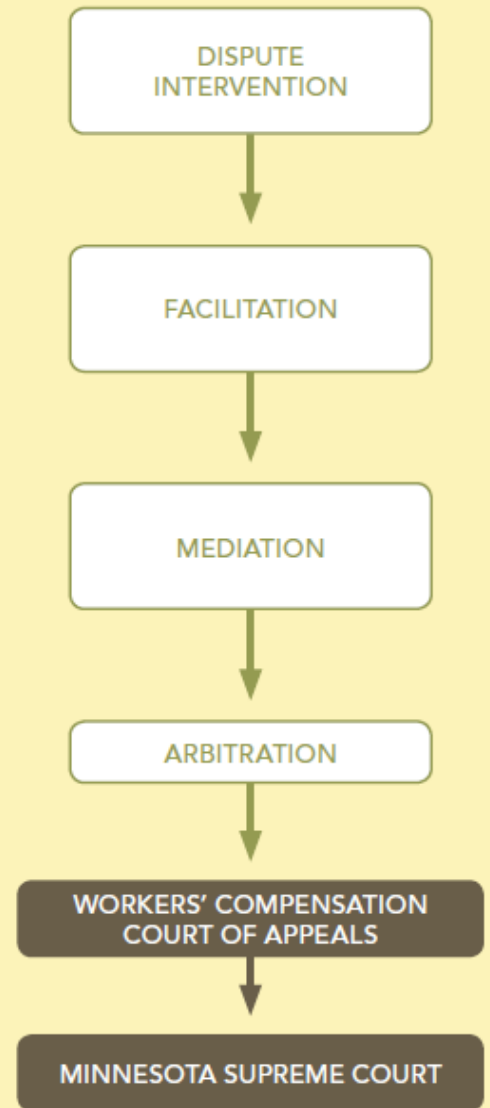 DISPUTE
INTERVENTION
FACILITATION
MEDIATION
ARBITRATION
WORKERS' COMPENSATION
COURT OF APPEALS
MINNESOTA SUPREME COURT